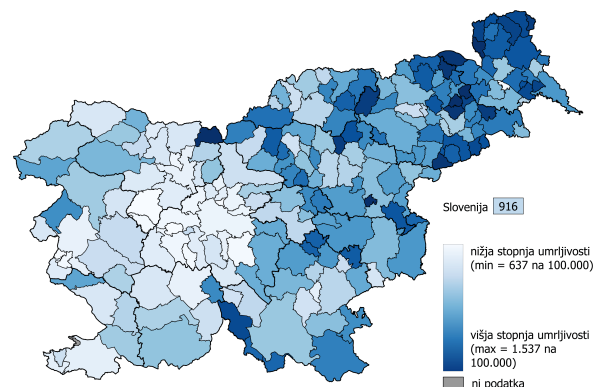 Slovenija 916
nižja stopnja umrljivosti
(min = 637 na 100.000)
višja stopnja umrljivosti
(max = 1.537 na
100.000)
ni podatka